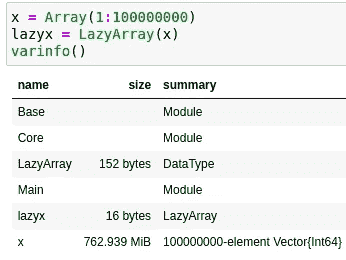 x = Array(1:100000000)
lazyx = LazyArray(x)
varinfo()
name size summary
Base Module
Core Module
LazyArray 152 bytes DataType
Main Module
lazyx 16 bytes LazyArray
x 762.939 MiB 100000000-element Vector{Int64}